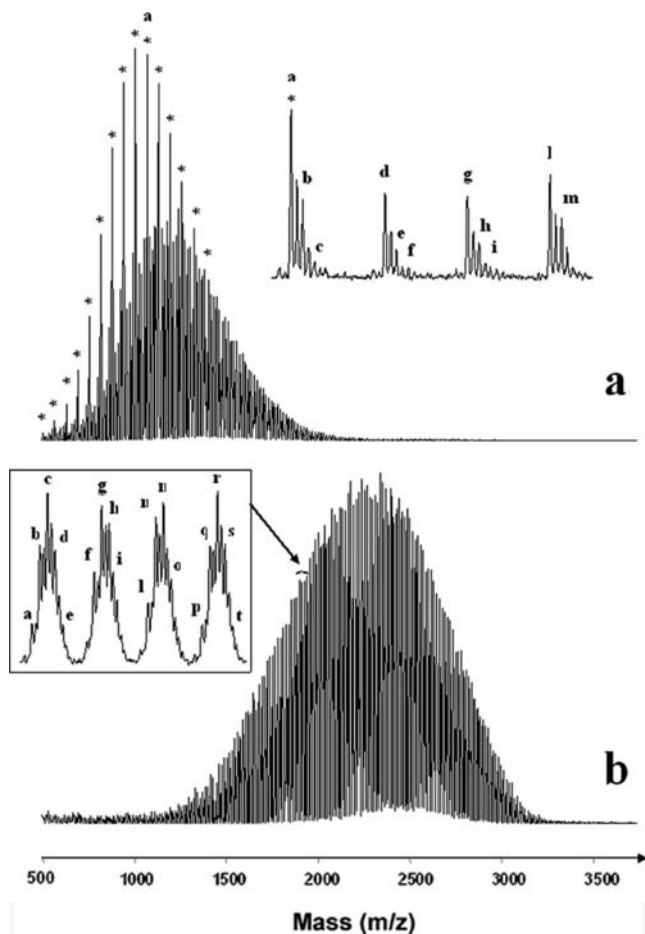 a
* * * * * * * * * * * * * * *
a
*
b
c
d
e
f
g
h
i
l
m
a
c
b
d
a
e
g
h
f
i
n
n
l
o
r
q
s
p
t
b
500 1000 1500 2000 2500 3000 3500
Mass (m/z)